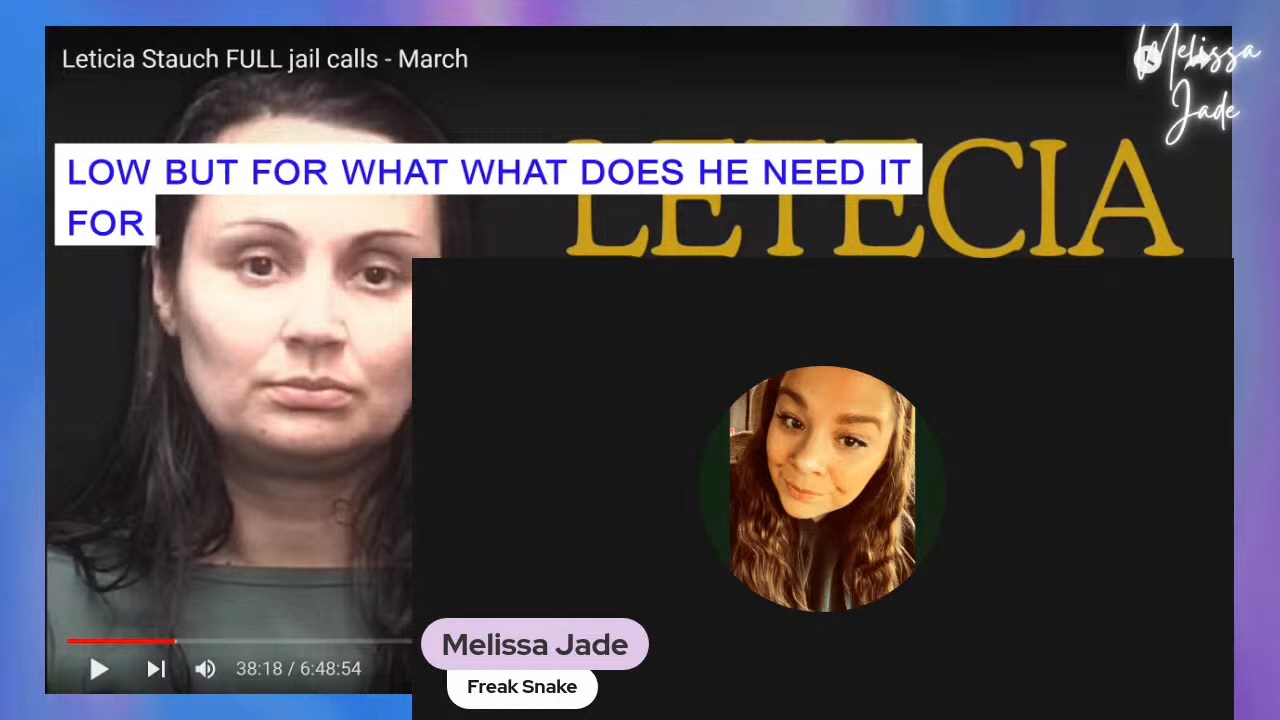 Leticia Stauch FULL jail calls - March
Melissa
Jade
LETECIA
LOW BUT FOR WHAT WHAT DOES HE NEED IT
FOR
Melissa Jade
Freak Snake
38:18 / 6:48:54